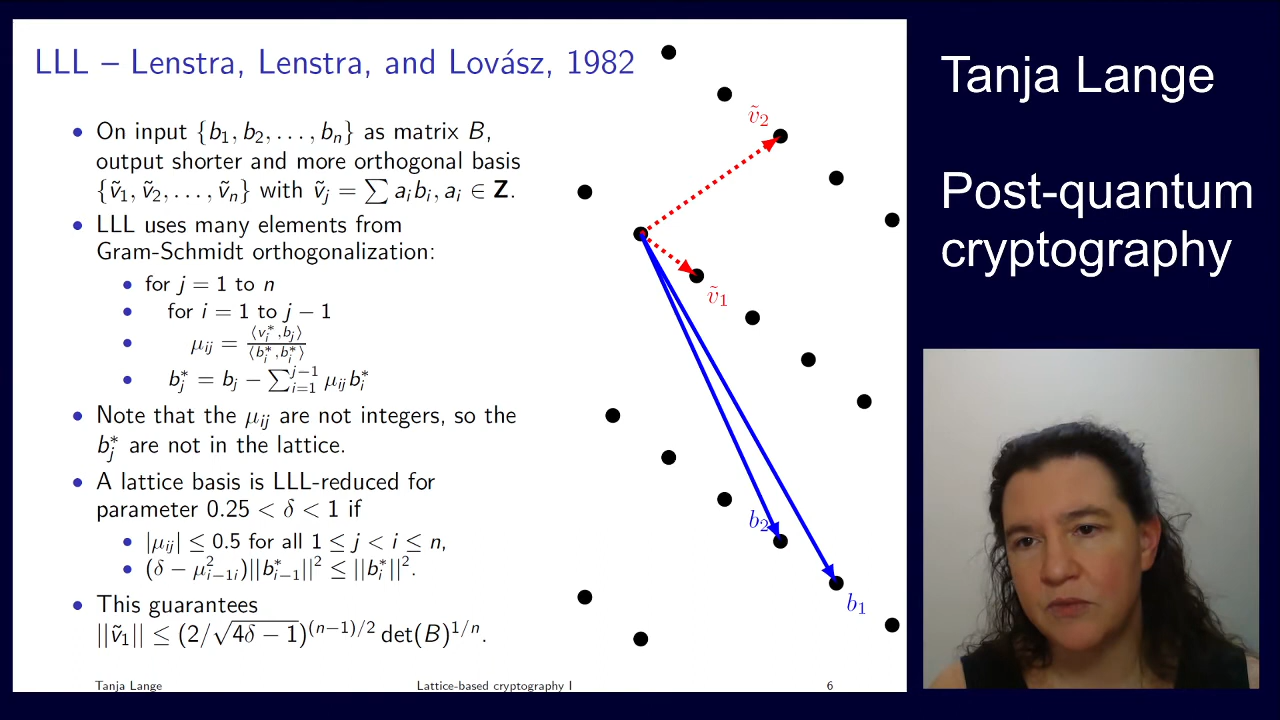 LLL – Lenstra, Lenstra, and Lovász, 1982
• On input {b₁, b₂, . . . , bₙ} as matrix B,
output shorter and more orthogonal basis
{ṽ₁, ṽ₂, . . . , ṽₙ} with ṽⱼ = ∑ aᵢbᵢ, aᵢ ∈ Z.
• LLL uses many elements from
Gram-Schmidt orthogonalization:
• for j = 1 to n
• for i = 1 to j − 1
• μᵢⱼ = ⟨vᵢ*,bⱼ⟩/⟨bᵢ*,bᵢ*⟩
• bⱼ* = bⱼ − ∑ᵢ₌₁ʲ⁻¹ μᵢⱼbᵢ*
• Note that the μᵢⱼ are not integers, so the
bⱼ* are not in the lattice.
• A lattice basis is LLL-reduced for
parameter 0.25 < δ < 1 if
• |μᵢⱼ| ≤ 0.5 for all 1 ≤ j < i ≤ n,
• (δ − μ²ᵢ₋₁ᵢ)||b*ᵢ₋₁||² ≤ ||bᵢ*||².
• This guarantees
||ṽ₁|| ≤ (2/√(4δ − 1))⁽ⁿ⁻¹⁾/² det(B)¹/ⁿ.
ṽ₂
ṽ₁
b₂
b₁
Tanja Lange
Lattice-based cryptography I
6
Tanja Lange
Post-quantum
cryptography